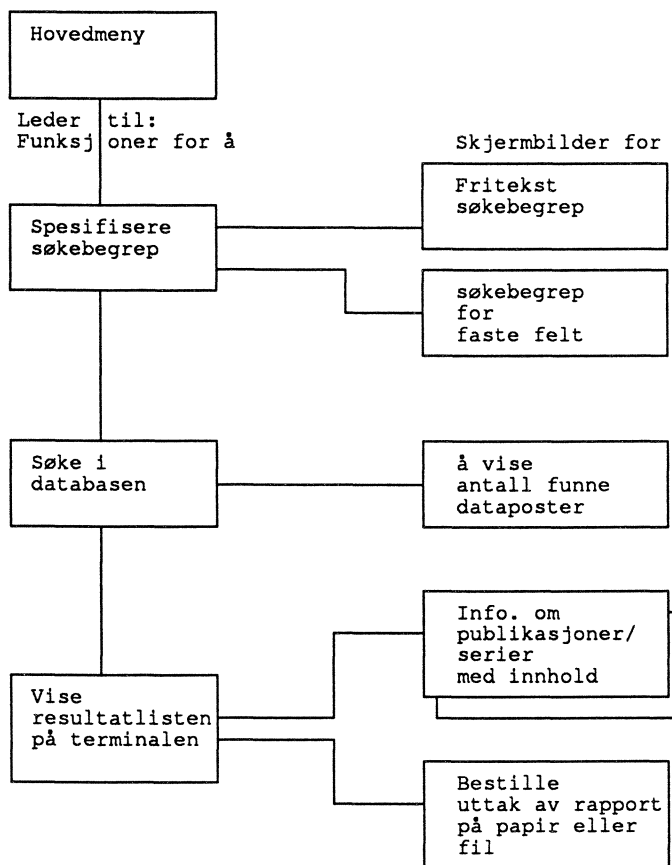 Hovedmeny
Leder til:
Funksjoner for å
Skjermbilder for
Spesifisere
søkebegrep
Fritekst
søkebegrep
søkebegrep
for
faste felt
Søke i
databasen
å vise
antall funne
dataposter
Vise
resultatlisten
på terminalen
Info. om
publikasjoner/
serier
med innhold
Bestille
uttak av rapport
på papir eller
fil